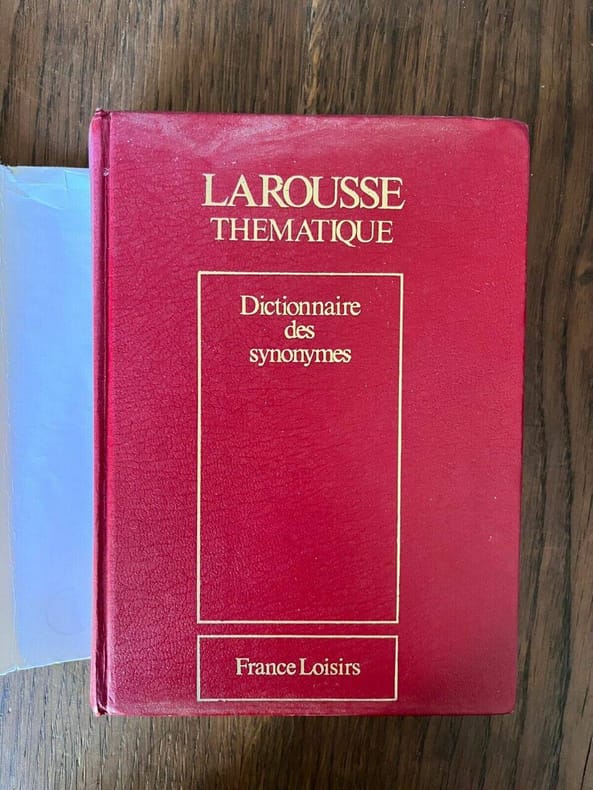 LAROUSSE
THEMATIQUE
Dictionnaire
des
synonymes
France Loisirs